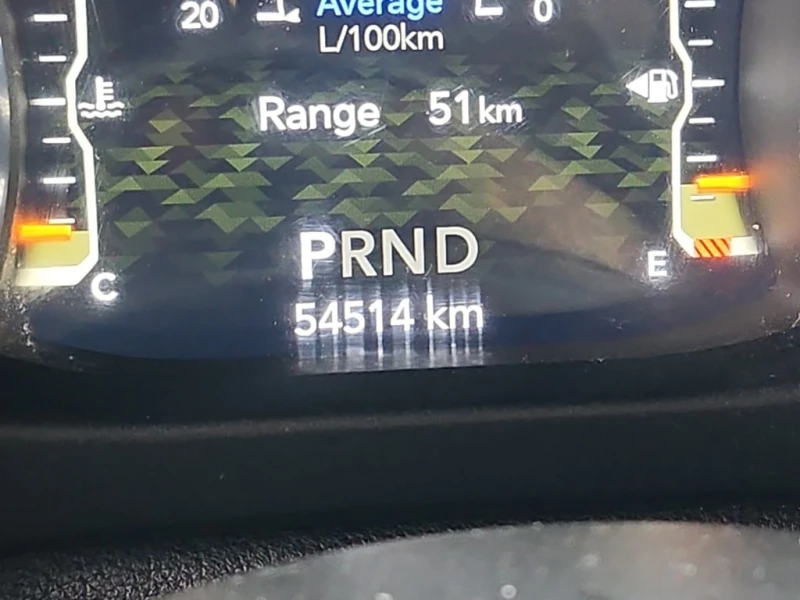 20 Average 0
L/100km
Range 51 km
PRND
C E
54514 km